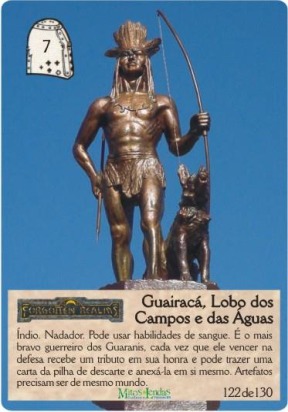 7
Guairacá, Lobo dos
Campos e das Águas
FORGOTTEN REALMS
Índio. Nadador. Pode usar habilidades de sangue. É o mais
bravo guerreiro dos Guaranis, cada vez que ele vencer na
defesa recebe um tributo em sua honra e pode trazer uma
carta da pilha de descarte e anexá-la em si mesmo. Artefatos
precisam ser de mesmo mundo.
Mitos e lendas
122 de 130